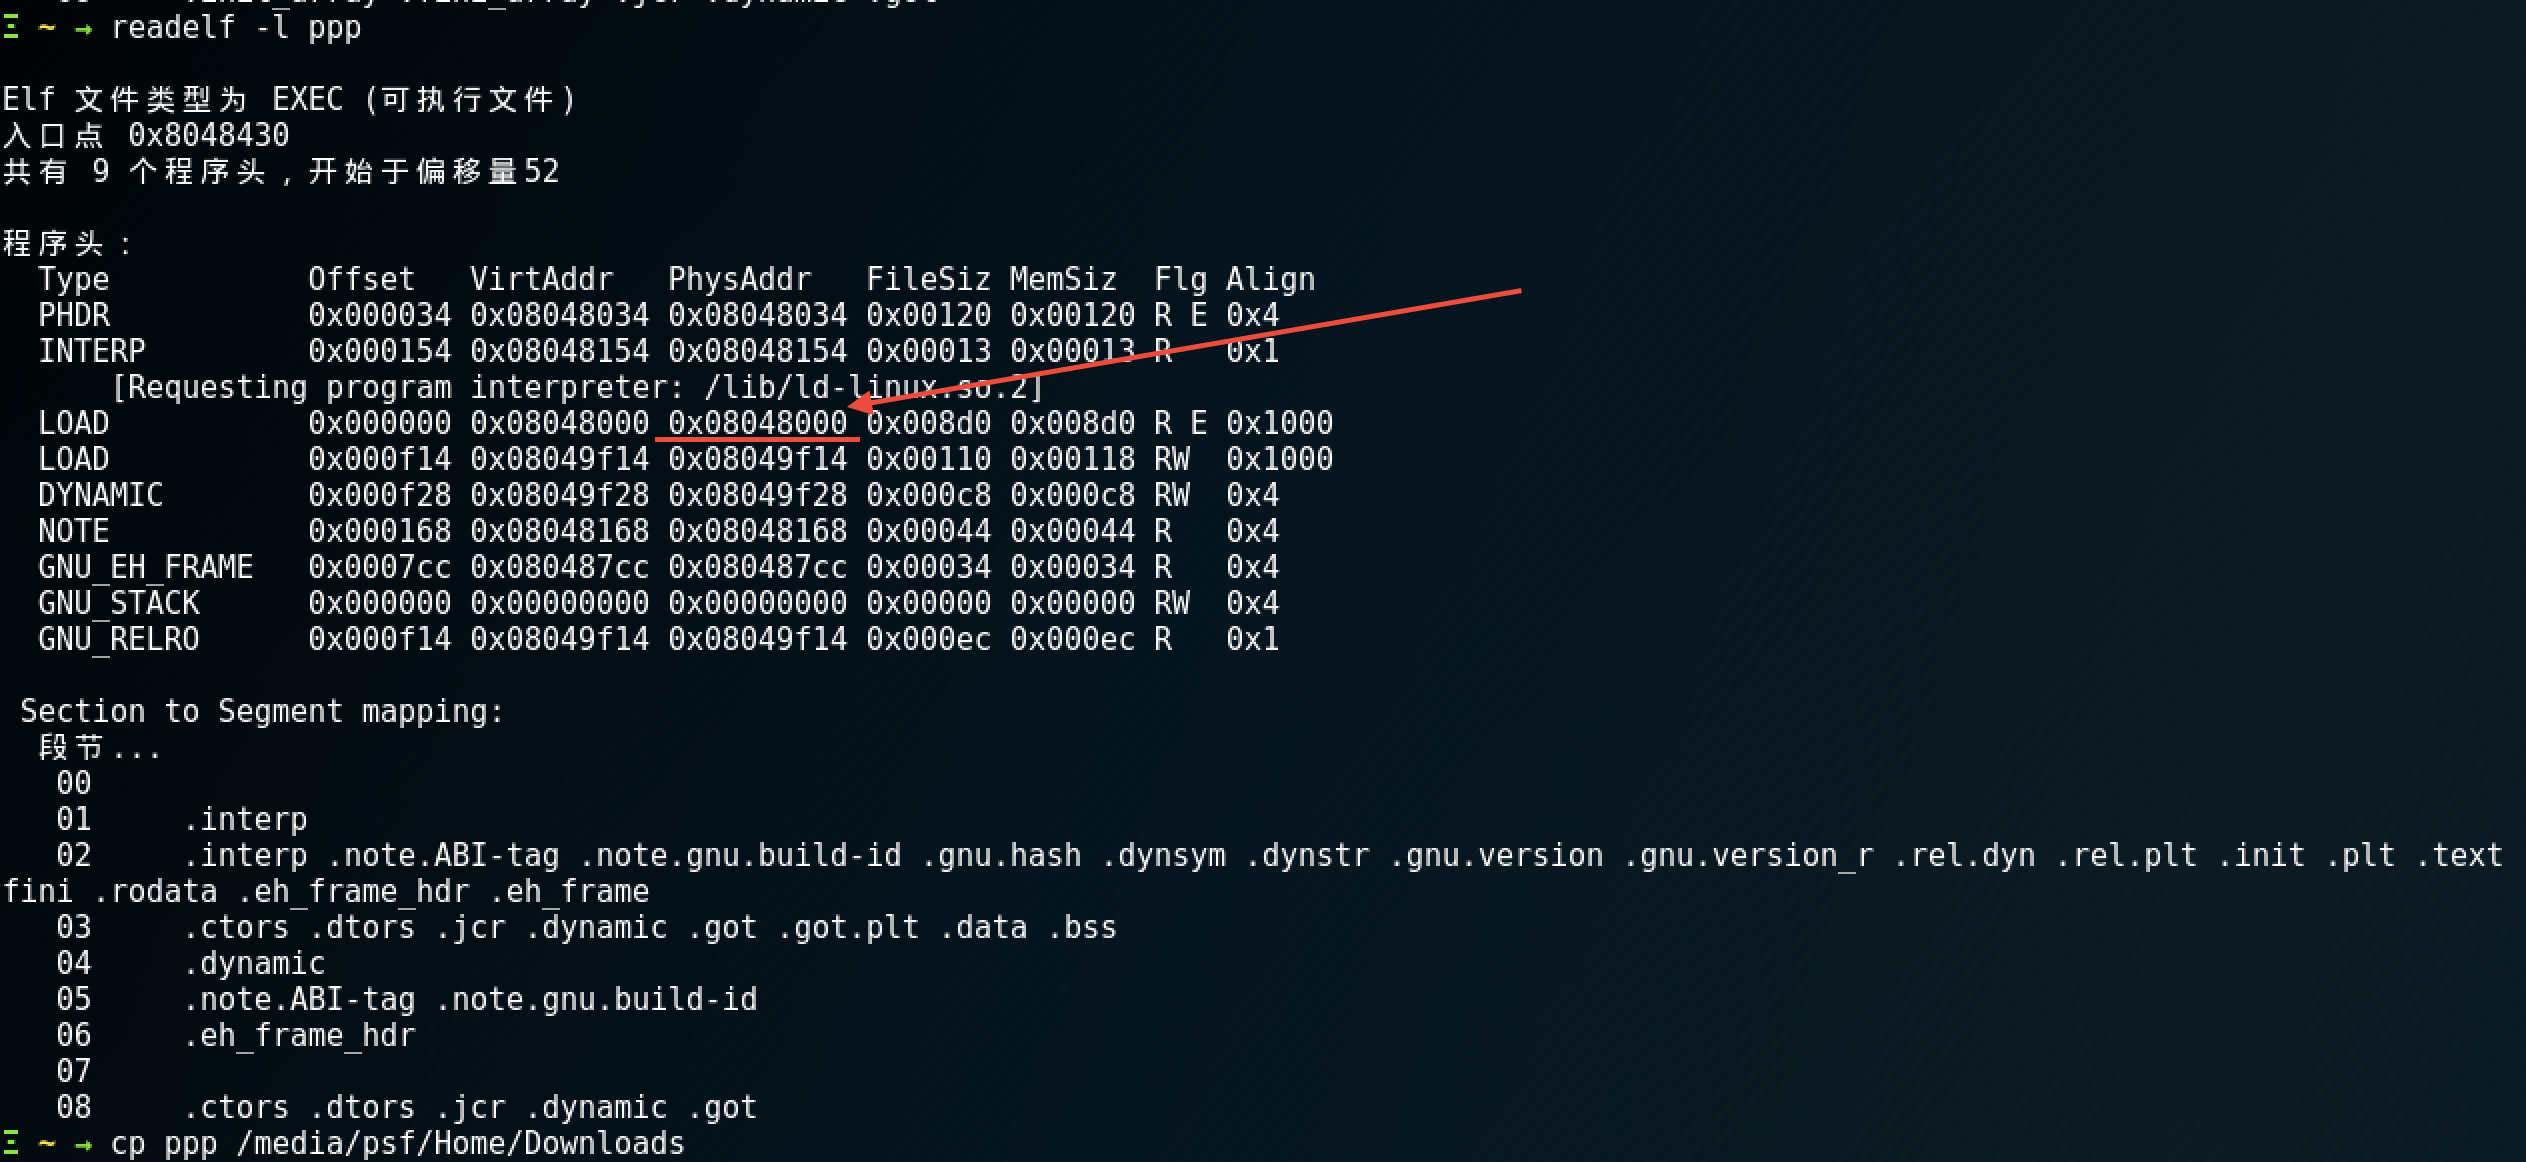 Ξ ~ → readelf -l ppp
Elf 文件类型为 EXEC (可执行文件)
入口点 0x8048430
共有 9 个程序头，开始于偏移量52
程序头：
Type Offset VirtAddr PhysAddr FileSiz MemSiz Flg Align
PHDR 0x000034 0x08048034 0x08048034 0x00120 0x00120 R E 0x4
INTERP 0x000154 0x08048154 0x08048154 0x00013 0x00013 R 0x1
[Requesting program interpreter: /lib/ld-linux.so.2]
LOAD 0x000000 0x08048000 0x08048000 0x008d0 0x008d0 R E 0x1000
LOAD 0x000f14 0x08049f14 0x08049f14 0x00110 0x00118 RW 0x1000
DYNAMIC 0x000f28 0x08049f28 0x08049f28 0x000c8 0x000c8 RW 0x4
NOTE 0x000168 0x08048168 0x08048168 0x00044 0x00044 R 0x4
GNU_EH_FRAME 0x0007cc 0x080487cc 0x080487cc 0x00034 0x00034 R 0x4
GNU_STACK 0x000000 0x00000000 0x00000000 0x00000 0x00000 RW 0x4
GNU_RELRO 0x000f14 0x08049f14 0x08049f14 0x000ec 0x000ec R 0x1
Section to Segment mapping:
段节...
00
01 .interp
02 .interp .note.ABI-tag .note.gnu.build-id .gnu.hash .dynsym .dynstr .gnu.version .gnu.version_r .rel.dyn .rel.plt .init .plt .text
fini .rodata .eh_frame_hdr .eh_frame
03 .ctors .dtors .jcr .dynamic .got .got.plt .data .bss
04 .dynamic
05 .note.ABI-tag .note.gnu.build-id
06 .eh_frame_hdr
07
08 .ctors .dtors .jcr .dynamic .got
Ξ ~ → cp ppp /media/psf/Home/Downloads